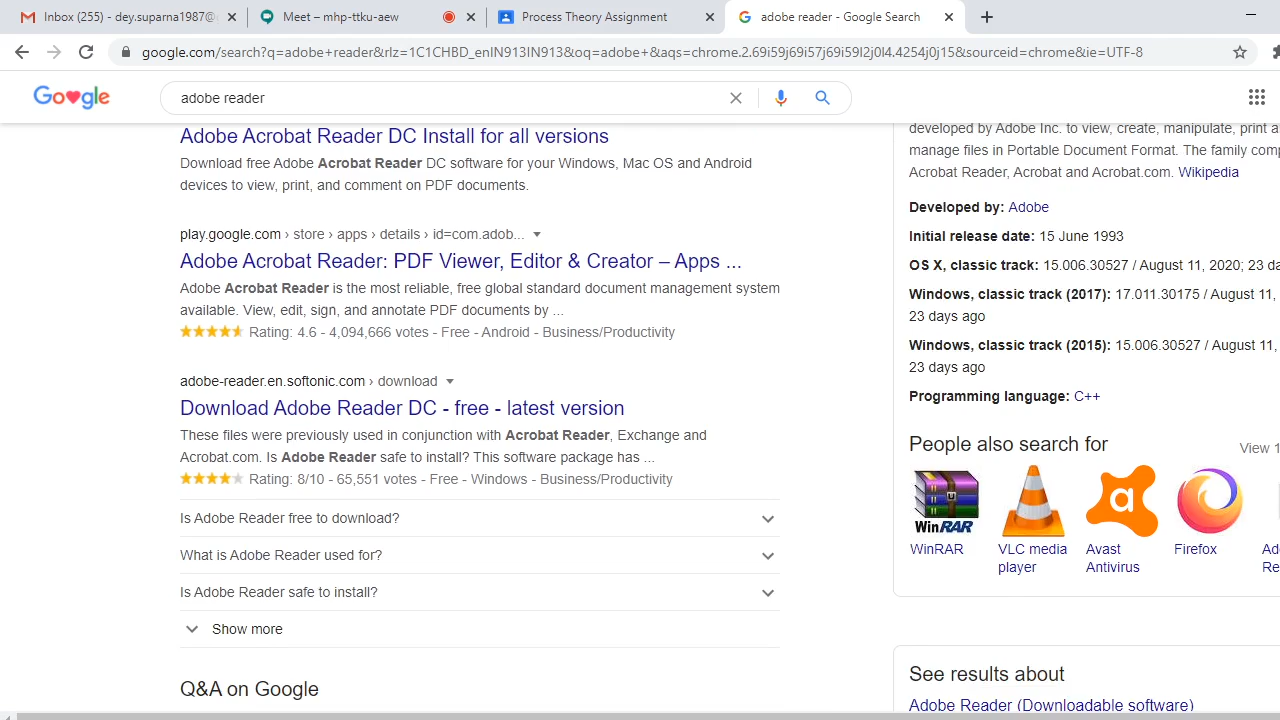 Inbox (255) - dey.suparna1987@
Meet – mhp-ttku-aew
Process Theory Assignment
adobe reader - Google Search
google.com/search?q=adobe+reader&rlz=1C1CHBD_enIN913IN913&oq=adobe+&aqs=chrome.2.69i59j69i57j69i59l2j0l4.4254j0j15&sourceid=chrome&ie=UTF-8
Google
adobe reader
Adobe Acrobat Reader DC Install for all versions
Download free Adobe Acrobat Reader DC software for your Windows, Mac OS and Android
devices to view, print, and comment on PDF documents.
play.google.com › store › apps › details › id=com.adob...
Adobe Acrobat Reader: PDF Viewer, Editor & Creator – Apps ...
Adobe Acrobat Reader is the most reliable, free global standard document management system
available. View, edit, sign, and annotate PDF documents by ...
Rating: 4.6 - 4,094,666 votes - Free - Android - Business/Productivity
adobe-reader.en.softonic.com › download
Download Adobe Reader DC - free - latest version
These files were previously used in conjunction with Acrobat Reader, Exchange and
Acrobat.com. Is Adobe Reader safe to install? This software package has ...
Rating: 8/10 - 65,551 votes - Free - Windows - Business/Productivity
Is Adobe Reader free to download?
What is Adobe Reader used for?
Is Adobe Reader safe to install?
Show more
Q&A on Google
developed by Adobe Inc. to view, create, manipulate, print a
manage files in Portable Document Format. The family comp
Acrobat Reader, Acrobat and Acrobat.com. Wikipedia
Developed by: Adobe
Initial release date: 15 June 1993
OS X, classic track: 15.006.30527 / August 11, 2020; 23 da
Windows, classic track (2017): 17.011.30175 / August 11,
23 days ago
Windows, classic track (2015): 15.006.30527 / August 11,
23 days ago
Programming language: C++
People also search for
View 1
WinRAR
WinRAR
VLC media
player
a
Avast
Antivirus
Firefox
Ad
Re
See results about
Adobe Reader (Downloadable software)